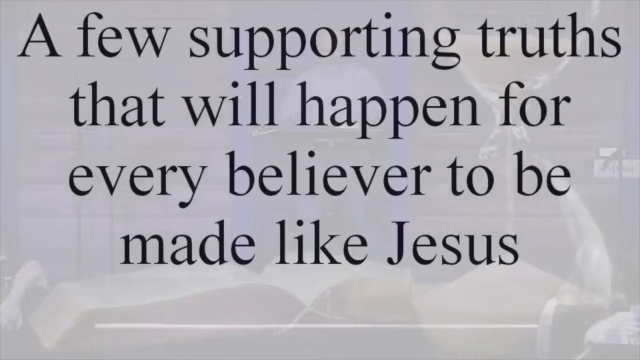 A few supporting truths
that will happen for
every believer to be
made like Jesus